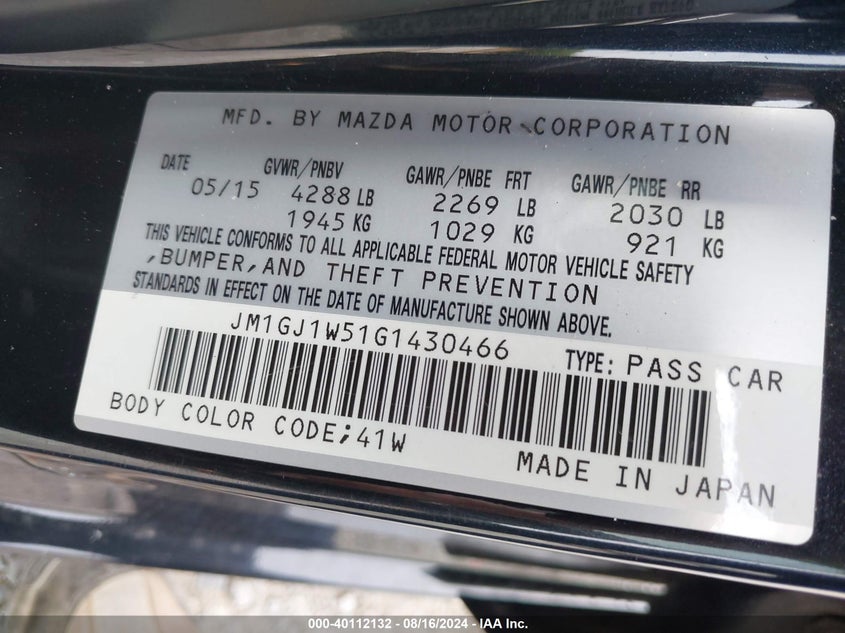 MFD. BY MAZDA MOTOR CORPORATION
DATE GVWR/PNBV GAWR/PNBE FRT GAWR/PNBE RR
05/15 4288 LB 2269 LB 2030 LB
1945 KG 1029 KG 921 KG
THIS VEHICLE CONFORMS TO ALL APPLICABLE FEDERAL MOTOR VEHICLE SAFETY
,BUMPER,AND THEFT PREVENTION
STANDARDS IN EFFECT ON THE DATE OF MANUFACTURE SHOWN ABOVE.
JM1GJ1W51G1430466 TYPE: PASS CAR
BODY COLOR CODE;41W
MADE IN JAPAN
000-40112132 - 08/16/2024 - IAA Inc.